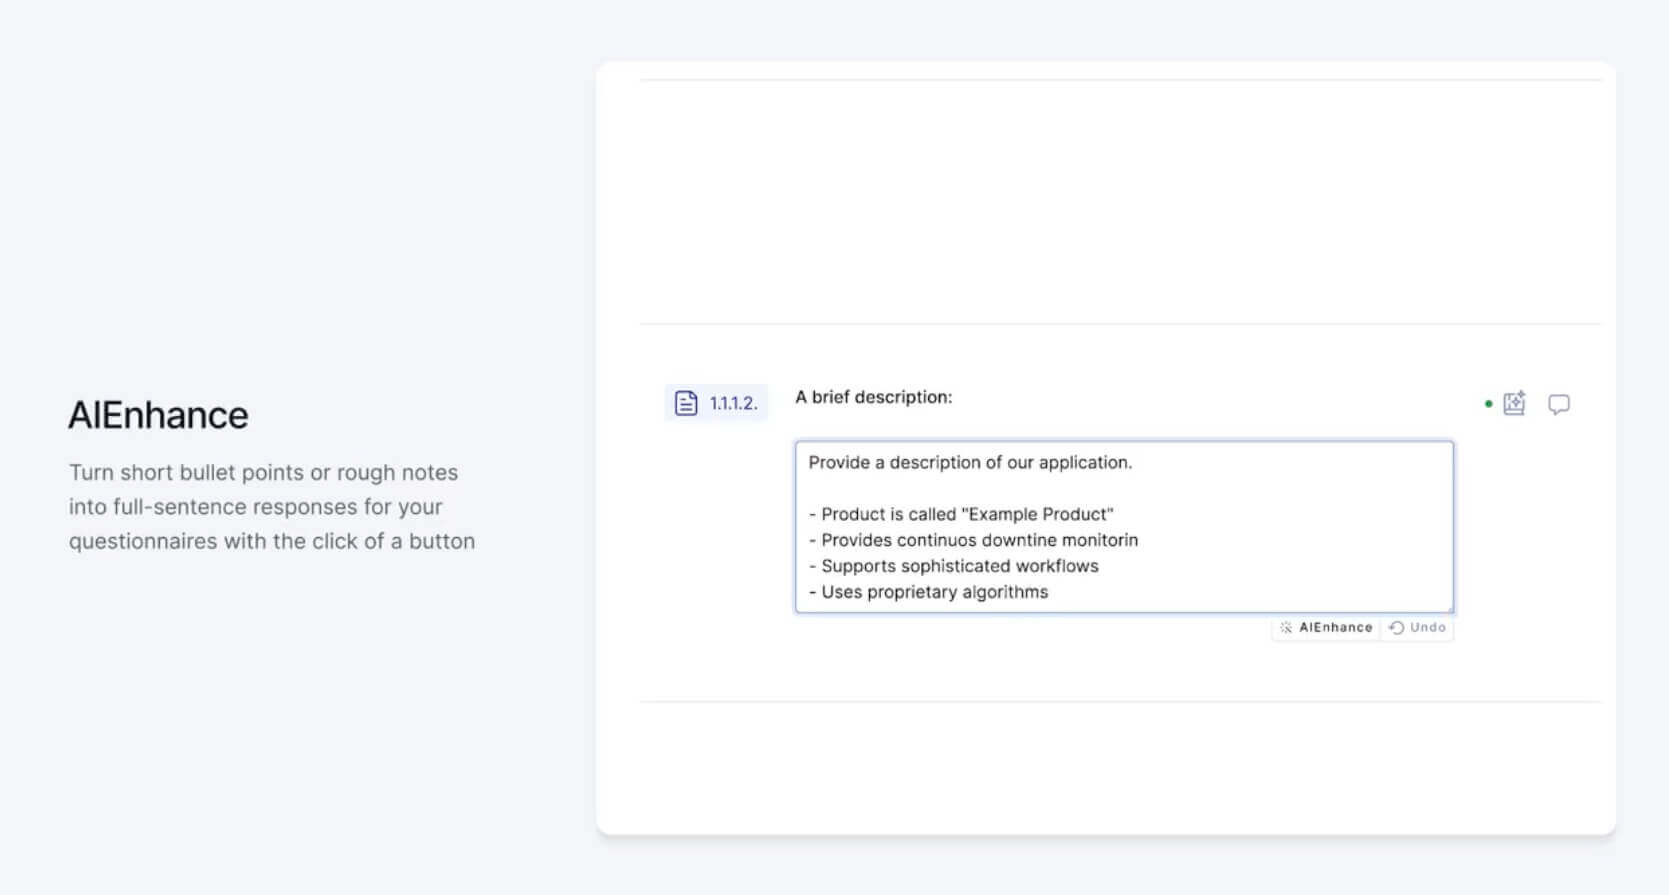 AIEnhance
Turn short bullet points or rough notes
into full-sentence responses for your
questionnaires with the click of a button
1.1.1.2.
A brief description:
Provide a description of our application.
- Product is called "Example Product"
- Provides continuos downtine monitorin
- Supports sophisticated workflows
- Uses proprietary algorithms
AIEnhance
Undo